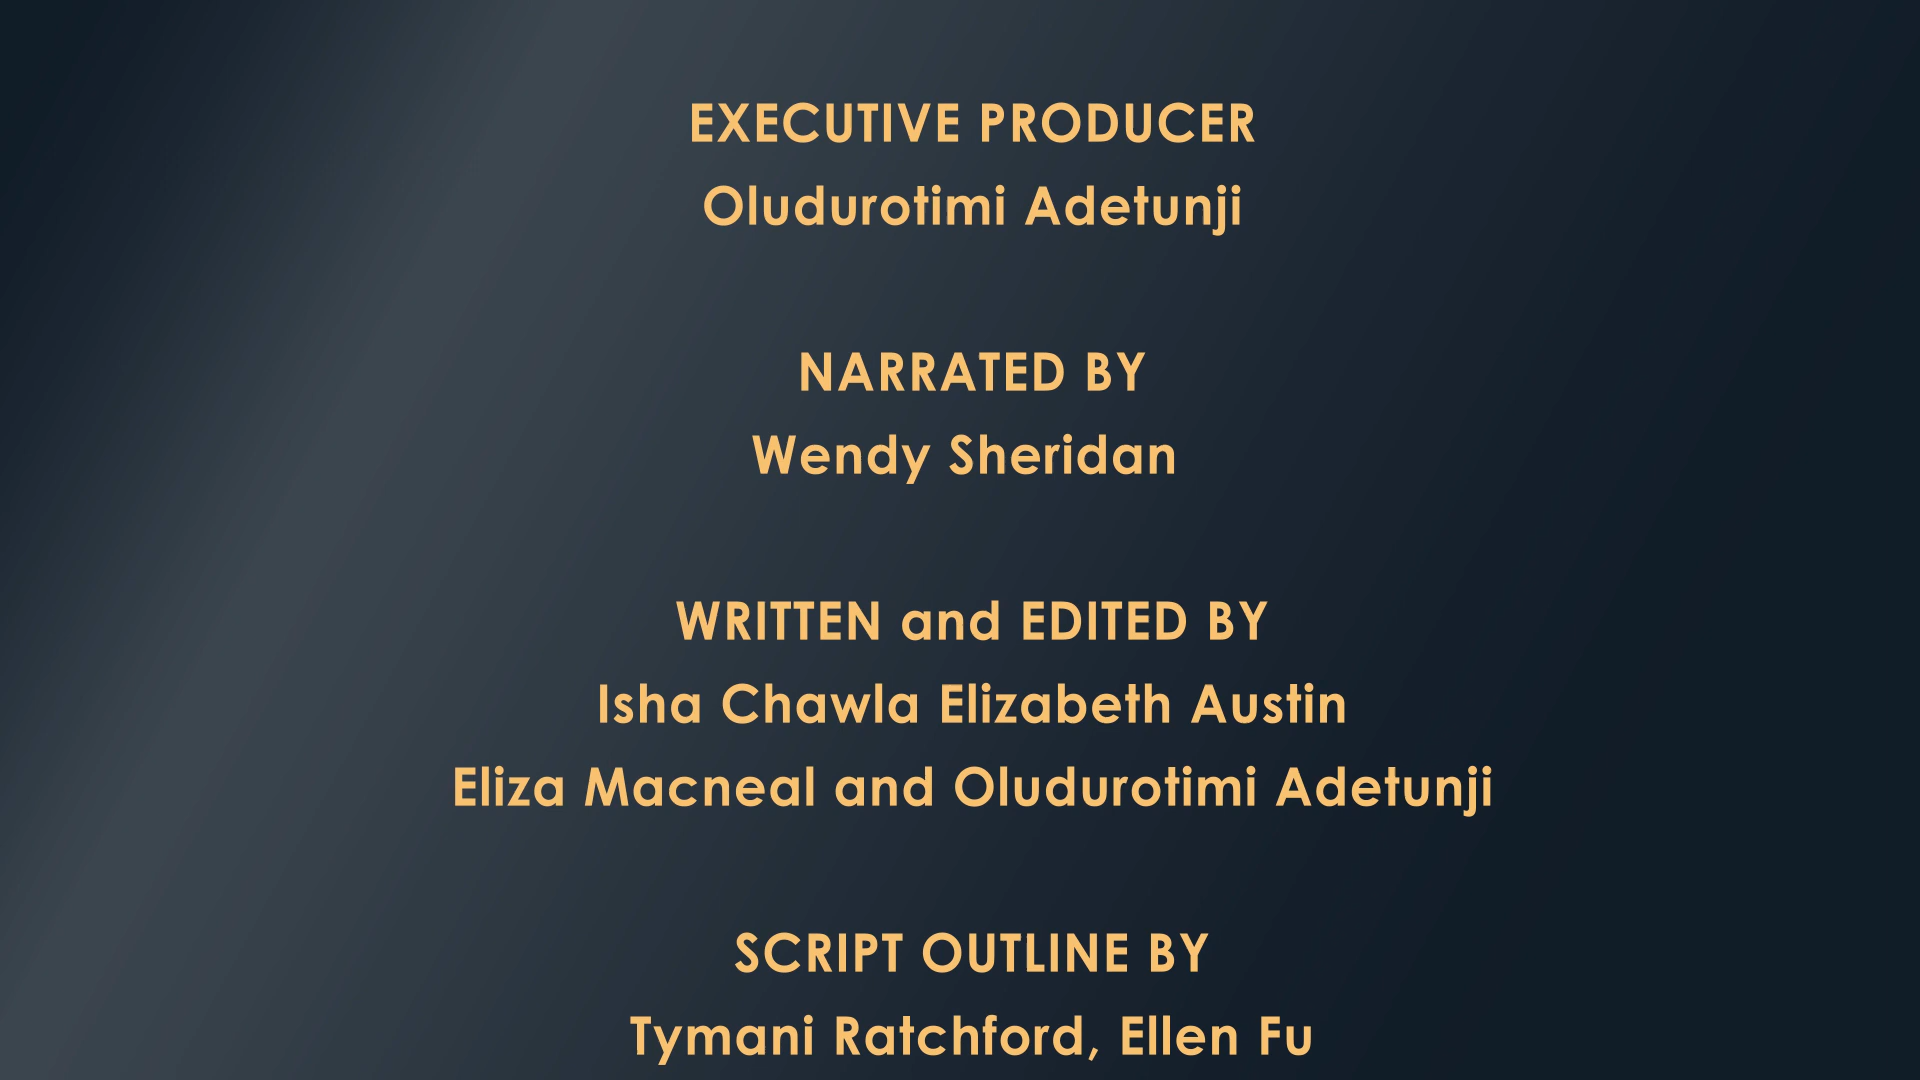 EXECUTIVE PRODUCER
Oludurotimi Adetunji
NARRATED BY
Wendy Sheridan
WRITTEN and EDITED BY
Isha Chawla Elizabeth Austin
Eliza Macneal and Oludurotimi Adetunji
SCRIPT OUTLINE BY
Tymani Ratchford, Ellen Fu